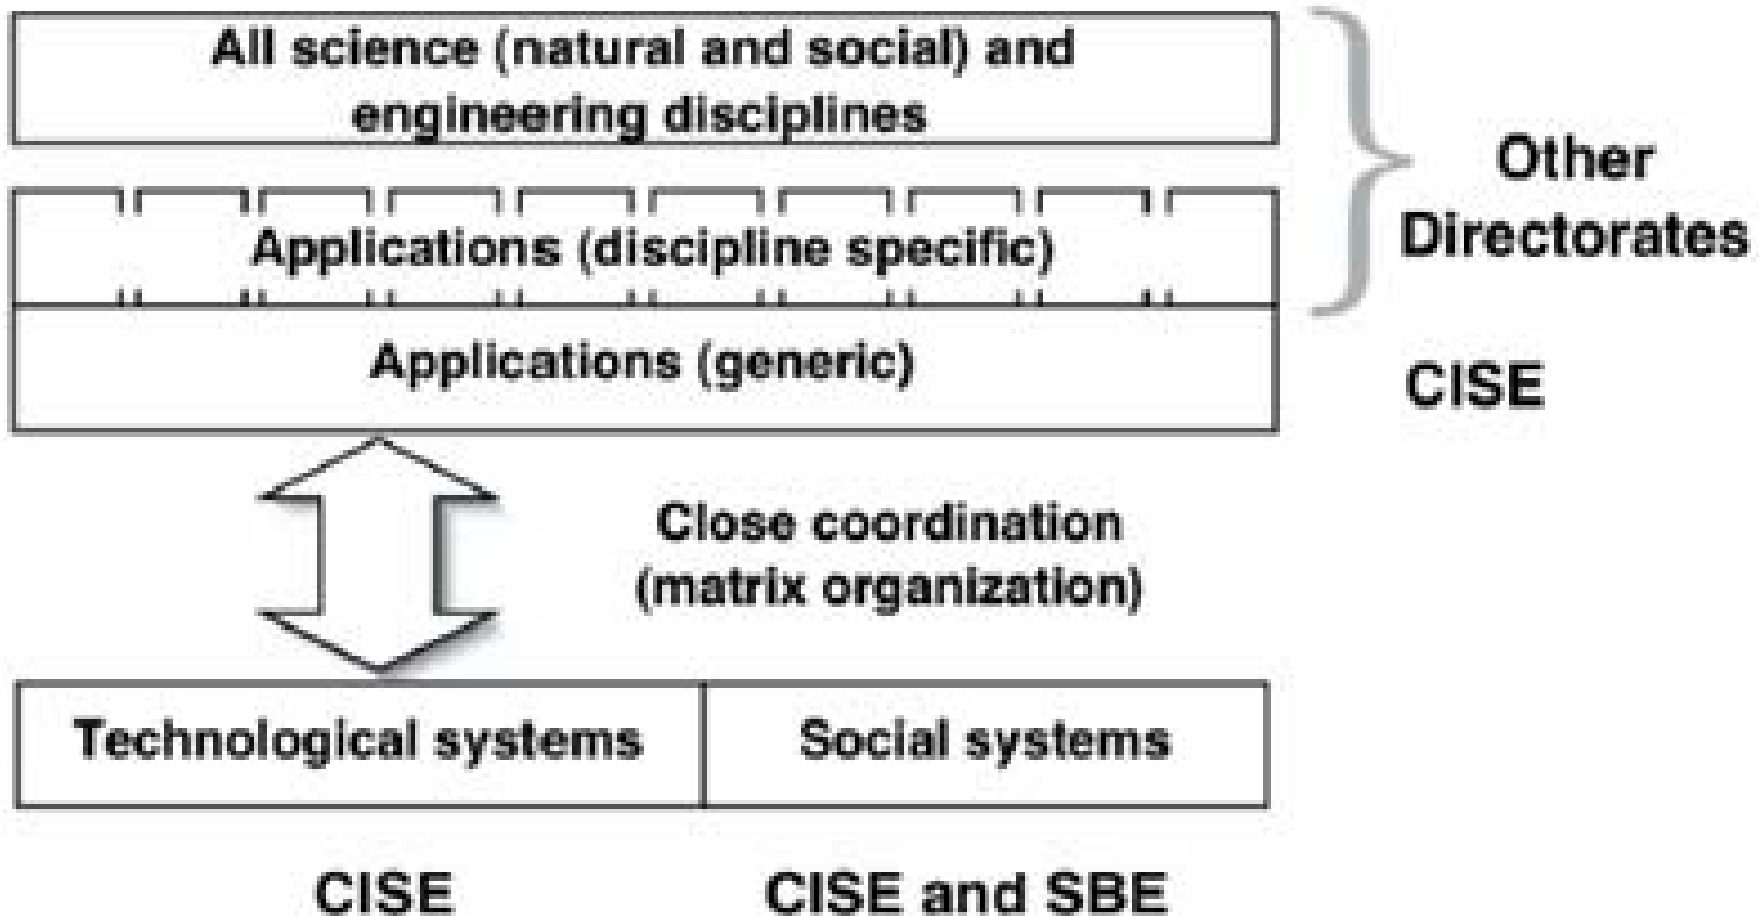 All science (natural and social) and
engineering disciplines
Other
Directorates
Applications (discipline specific)
Applications (generic)
CISE
Close coordination
(matrix organization)
Technological systems
Social systems
CISE
CISE and SBE